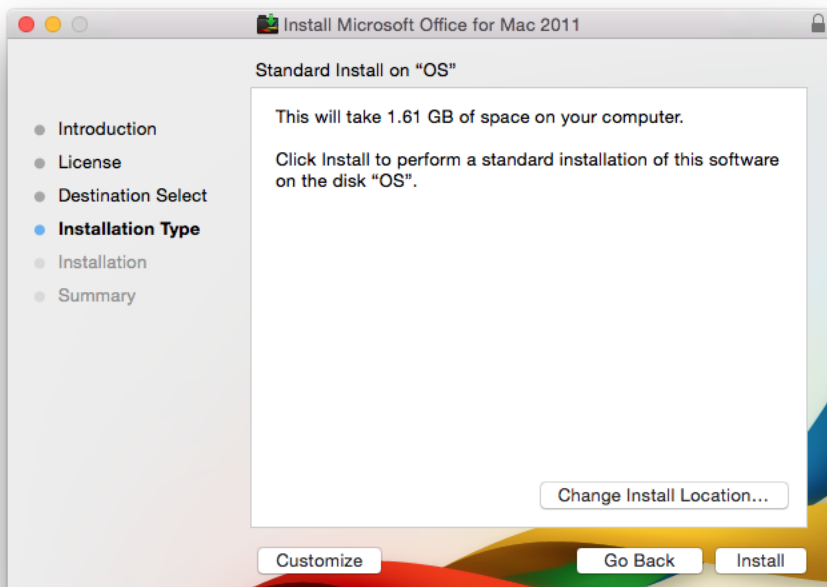 Install Microsoft Office for Mac 2011
Standard Install on “OS”
Introduction
License
Destination Select
Installation Type
Installation
Summary
This will take 1.61 GB of space on your computer.
Click Install to perform a standard installation of this software
on the disk “OS”.
Change Install Location...
Customize
Go Back
Install